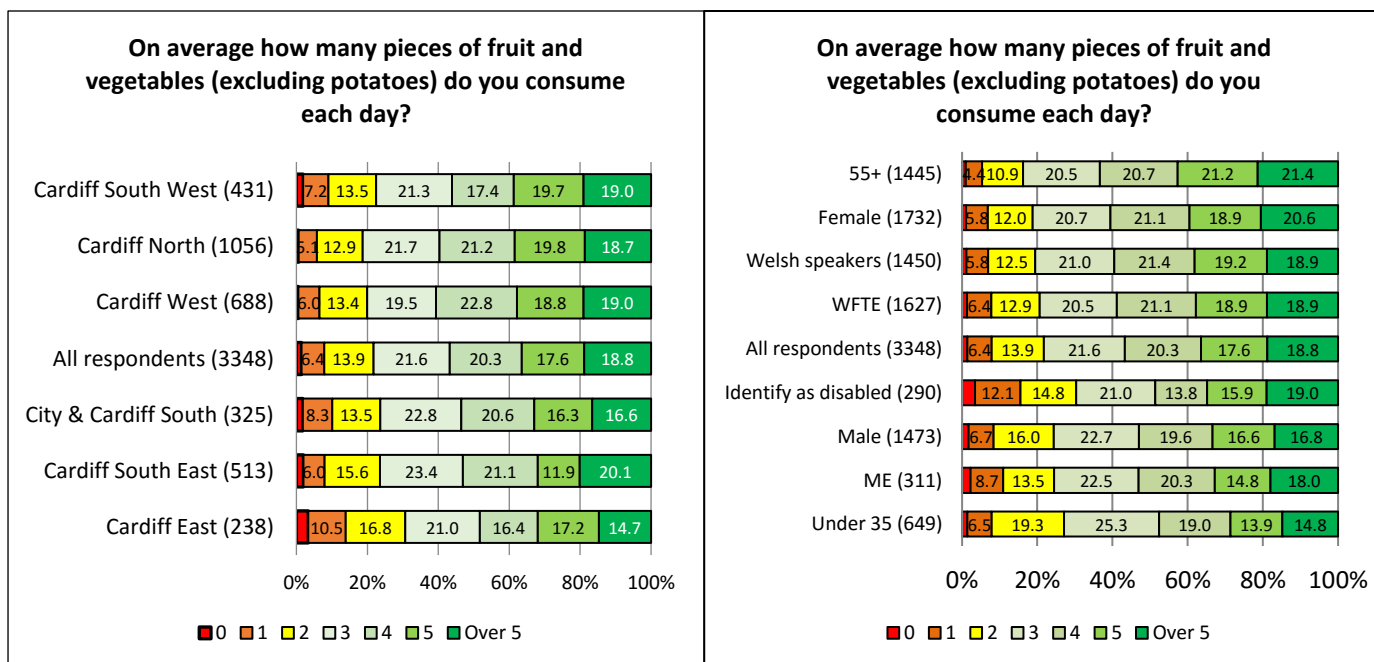 On average how many pieces of fruit and
vegetables (excluding potatoes) do you consume
each day?
Cardiff South West (431) 7.2 13.5 21.3 17.4 19.7 19.0
Cardiff North (1056) 5.1 12.9 21.7 21.2 19.8 18.7
Cardiff West (688) 6.0 13.4 19.5 22.8 18.8 19.0
All respondents (3348) 6.4 13.9 21.6 20.3 17.6 18.8
City & Cardiff South (325) 8.3 13.5 22.8 20.6 16.3 16.6
Cardiff South East (513) 6.0 15.6 23.4 21.1 11.9 20.1
Cardiff East (238) 10.5 16.8 21.0 16.4 17.2 14.7
0% 20% 40% 60% 80% 100%
0 1 2 3 4 5 Over 5
On average how many pieces of fruit and
vegetables (excluding potatoes) do you
consume each day?
55+ (1445) 4.4 10.9 20.5 20.7 21.2 21.4
Female (1732) 5.8 12.0 20.7 21.1 18.9 20.6
Welsh speakers (1450) 5.8 12.5 21.0 21.4 19.2 18.9
WFTE (1627) 6.4 12.9 20.5 21.1 18.9 18.9
All respondents (3348) 6.4 13.9 21.6 20.3 17.6 18.8
Identify as disabled (290) 12.1 14.8 21.0 13.8 15.9 19.0
Male (1473) 6.7 16.0 22.7 19.6 16.6 16.8
ME (311) 8.7 13.5 22.5 20.3 14.8 18.0
Under 35 (649) 6.5 19.3 25.3 19.0 13.9 14.8
0% 20% 40% 60% 80% 100%
0 1 2 3 4 5 Over 5